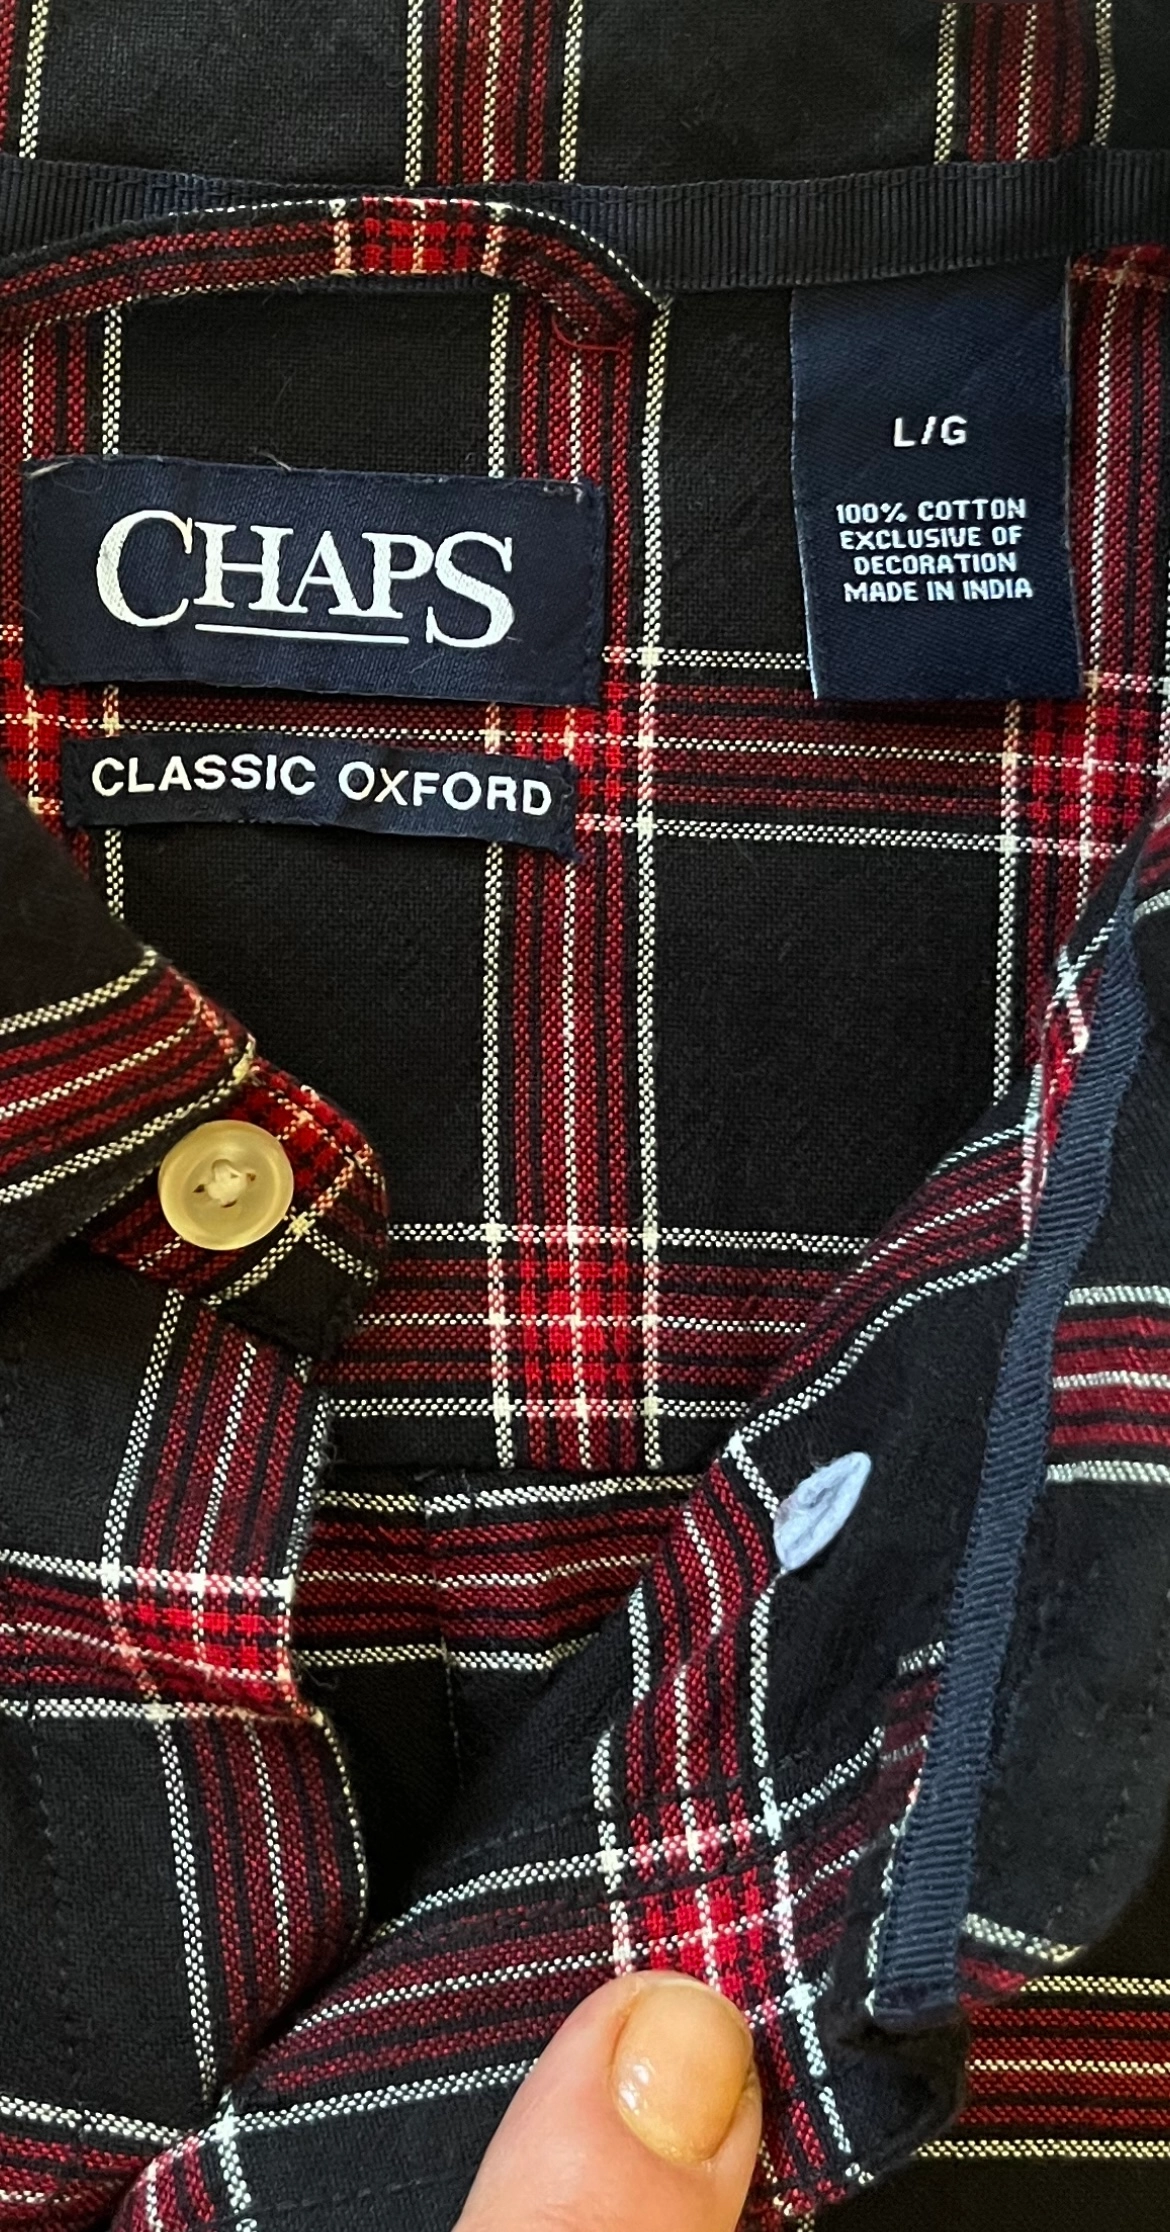 CHAPS
CLASSIC OXFORD
L/G
100% COTTON
EXCLUSIVE OF
DECORATION
MADE IN INDIA